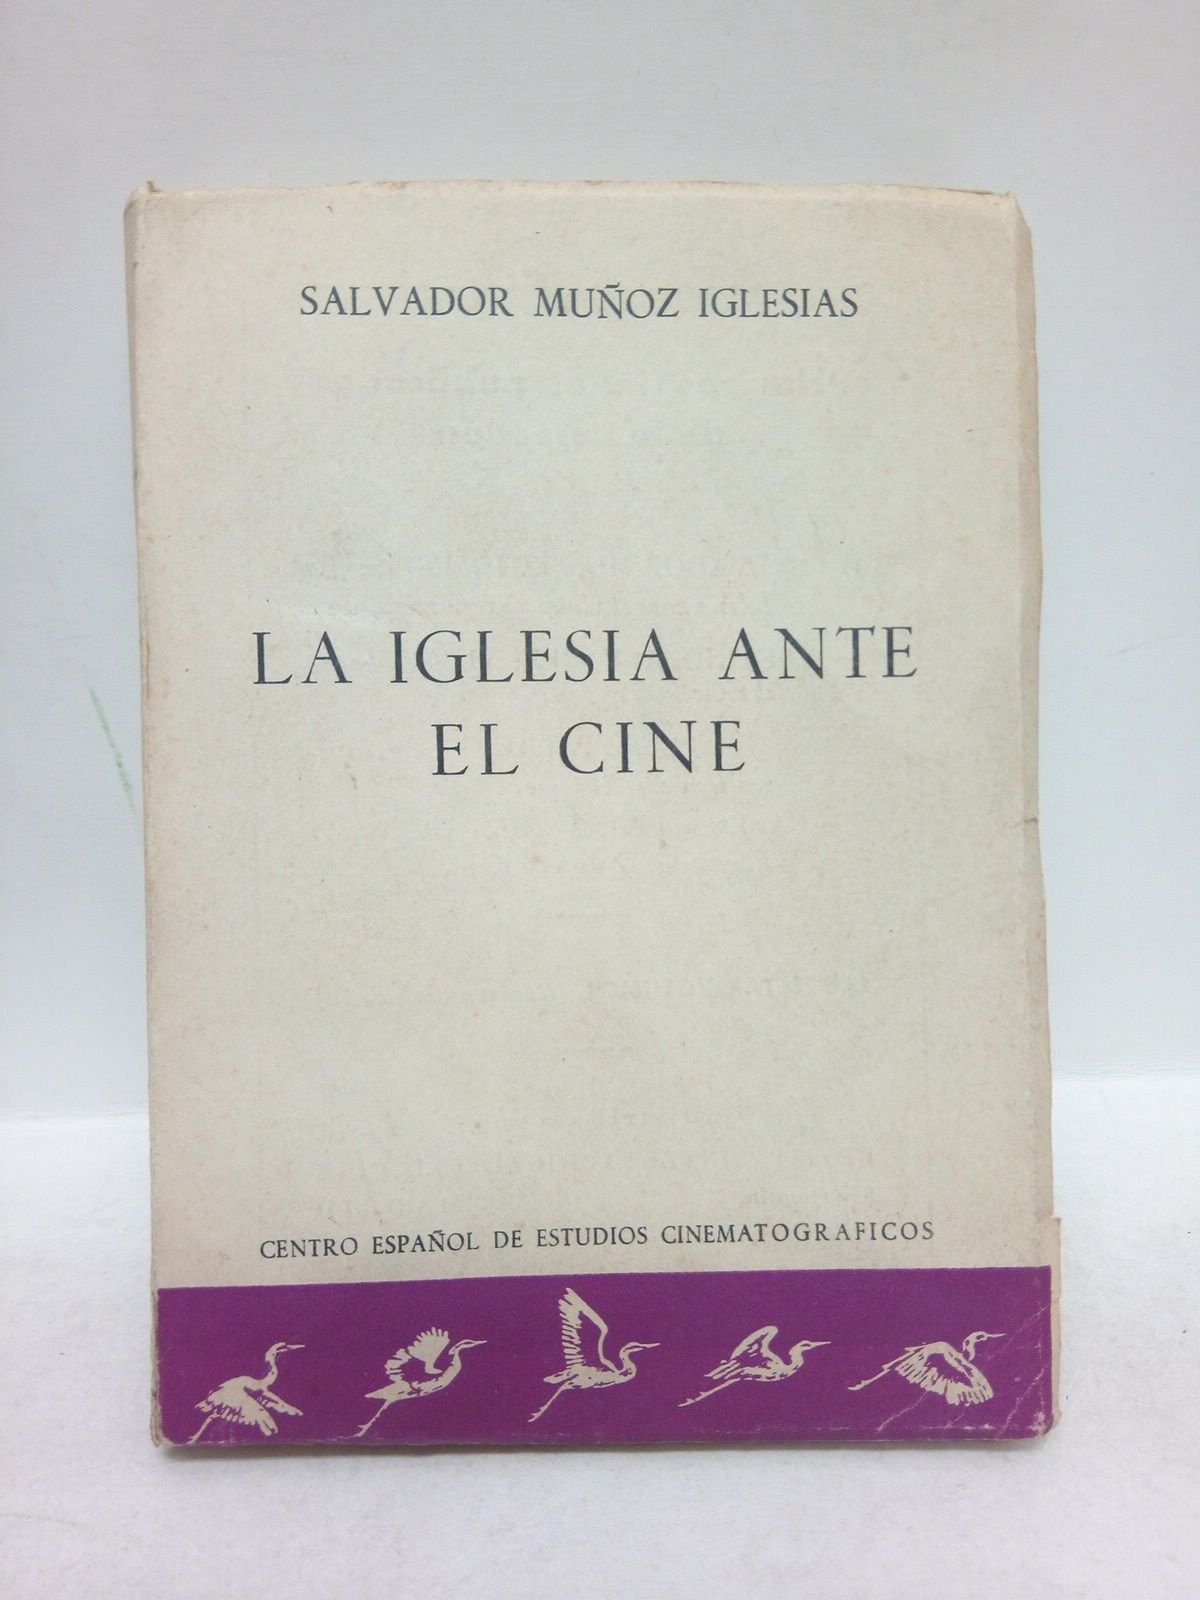 SALVADOR MUÑOZ IGLESIAS
LA IGLESIA ANTE
EL CINE
CENTRO ESPAÑOL DE ESTUDIOS CINEMATOGRAFICOS